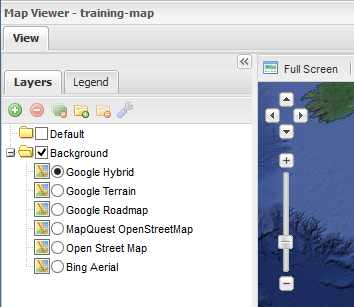 Map Viewer - training-map
View
Layers Legend
Full Screen
Default
Background
Google Hybrid
Google Terrain
Google Roadmap
MapQuest OpenStreetMap
Open Street Map
Bing Aerial